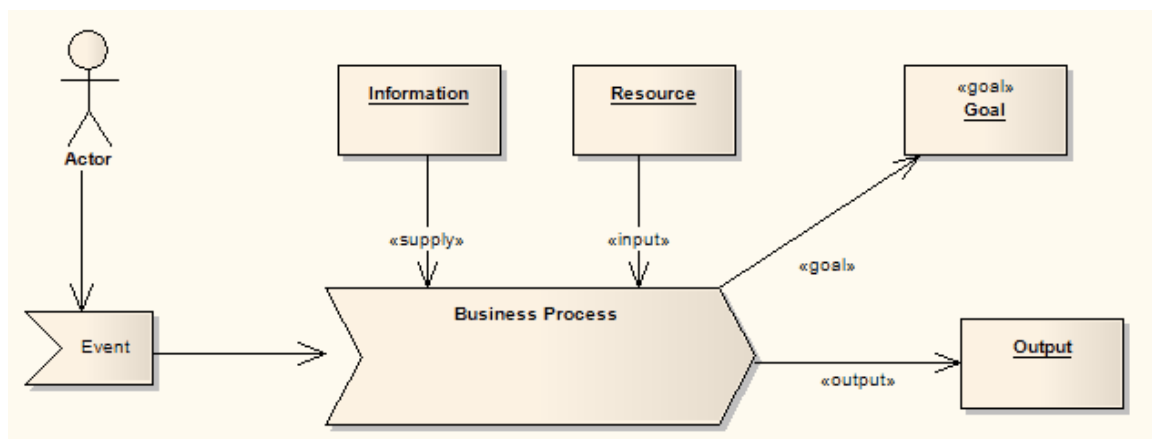 Actor
Information
Resource
«goal»
Goal
«supply»
«input»
«goal»
Event
Business Process
Output
«output»